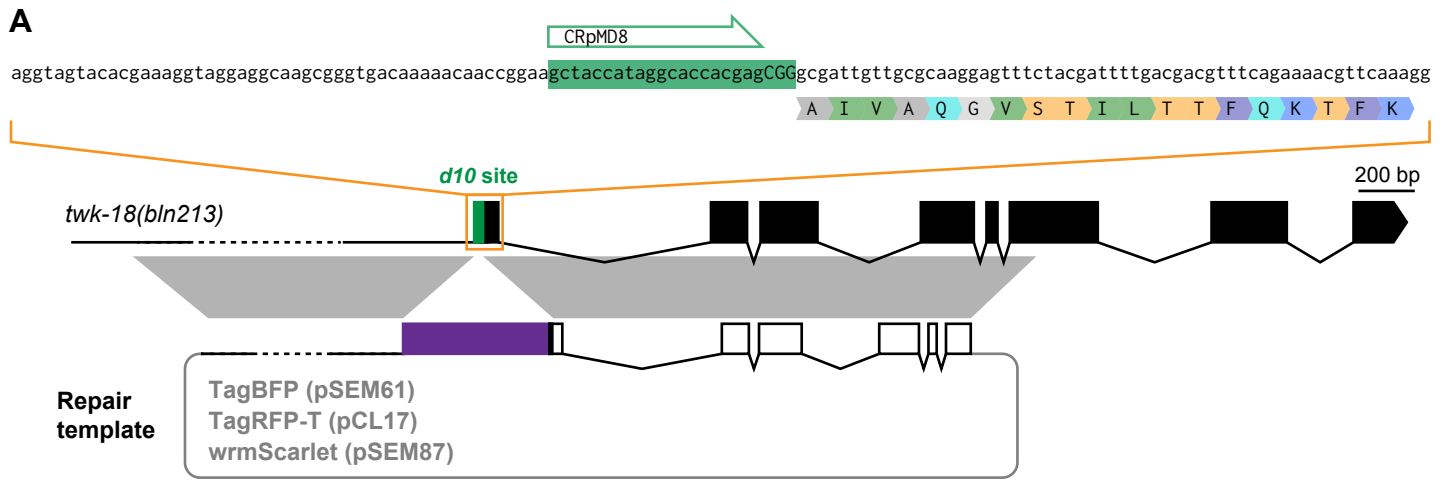 A
CRpMD8
aggtagtacacgaaaggtaggaggcaagcgggtgacaaaaacaaccggaagctaccataggcaccacgagCGGgcgattgttgcgcaaggagtttctacgattttgacgacgtttcagaaaacgttcaaagg
A I V A Q G V S T I L T T F Q K T F K
d10 site
200 bp
twk-18(bln213)
Repair
template
TagBFP (pSEM61)
TagRFP-T (pCL17)
wrmScarlet (pSEM87)